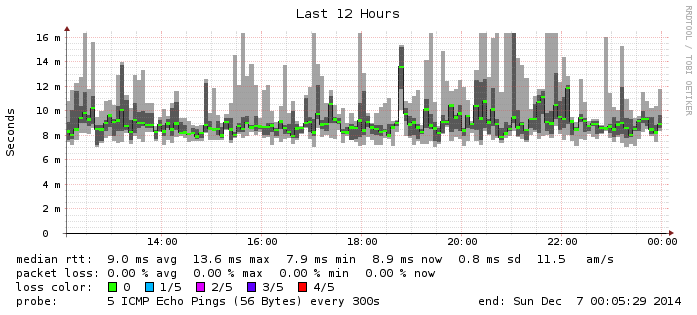 Last 12 Hours
RRDTOOL / TOBI OETIKER
Seconds
16 m
14 m
12 m
10 m
8 m
6 m
4 m
2 m
0
14:00 16:00 18:00 20:00 22:00 00:00
median rtt: 9.0 ms avg 13.6 ms max 7.9 ms min 8.9 ms now 0.8 ms sd 11.5 am/s
packet loss: 0.00 % avg 0.00 % max 0.00 % min 0.00 % now
loss color: 0 1/5 2/5 3/5 4/5
probe: 5 ICMP Echo Pings (56 Bytes) every 300s end: Sun Dec 7 00:05:29 2014